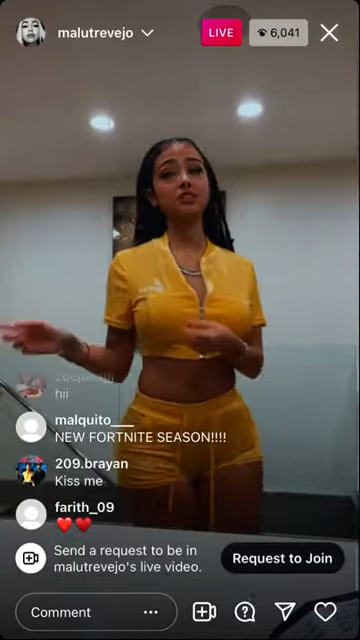 malutrevejo
LIVE
6,041
hii
malquito___
NEW FORTNITE SEASON!!!!
209.brayan
Kiss me
farith_09
❤️❤️
Send a request to be in
malutrevejo's live video.
Request to Join
Comment